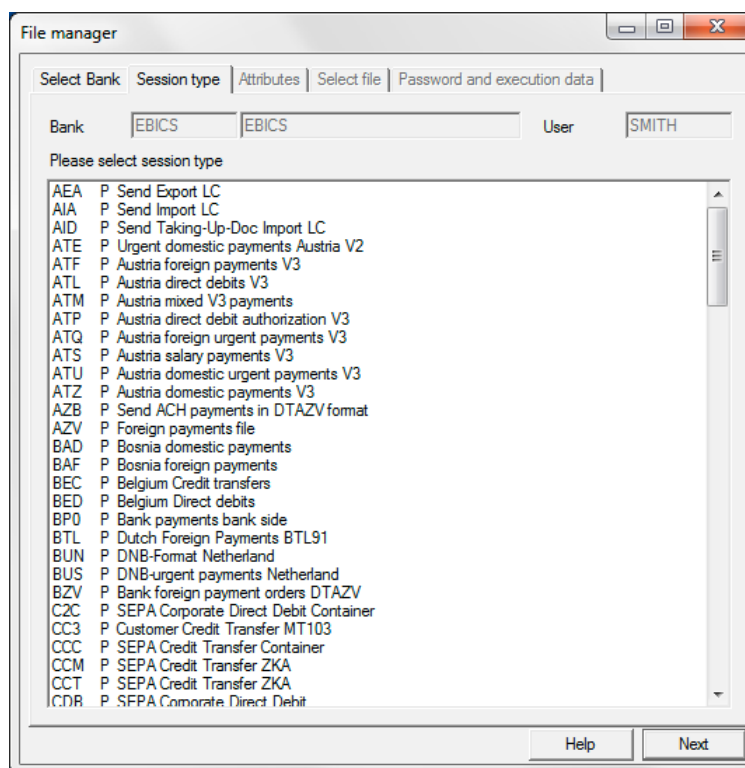 File manager
Select Bank Session type Attributes Select file Password and execution data
Bank EBICS EBICS User SMITH
Please select session type
AEA P Send Export LC
AIA P Send Import LC
AID P Send Taking-Up-Doc Import LC
ATE P Urgent domestic payments Austria V2
ATF P Austria foreign payments V3
ATL P Austria direct debits V3
ATM P Austria mixed V3 payments
ATP P Austria direct debit authorization V3
ATQ P Austria foreign urgent payments V3
ATS P Austria salary payments V3
ATU P Austria domestic urgent payments V3
ATZ P Austria domestic payments V3
AZB P Send ACH payments in DTAZV format
AZV P Foreign payments file
BAD P Bosnia domestic payments
BAF P Bosnia foreign payments
BEC P Belgium Credit transfers
BED P Belgium Direct debits
BP0 P Bank payments bank side
BTL P Dutch Foreign Payments BTL91
BUN P DNB-Format Netherland
BUS P DNB-urgent payments Netherland
BZV P Bank foreign payment orders DTAZV
C2C P SEPA Corporate Direct Debit Container
CC3 P Customer Credit Transfer MT103
CCC P SEPA Credit Transfer Container
CCM P SEPA Credit Transfer ZKA
CCT P SEPA Credit Transfer ZKA
CDB P SEPA Corporate Direct Debit
Help Next